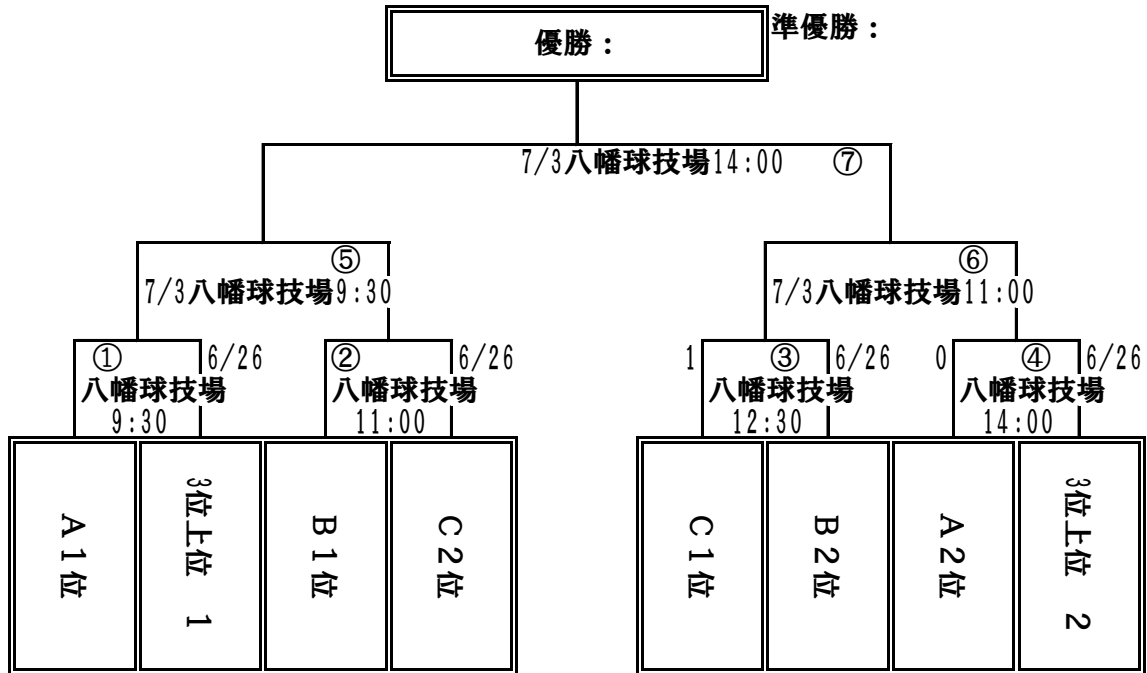 優勝：
準優勝：
7/3八幡球技場14:00 ⑦
⑤
7/3八幡球技場9:30
⑥
7/3八幡球技場11:00
① 6/26
八幡球技場
9:30
② 6/26
八幡球技場
11:00
1 ③ 6/26
八幡球技場
12:30
0 ④ 6/26
八幡球技場
14:00
A1位
3位上位 1
B1位
C2位
C1位
B2位
A2位
3位上位 2